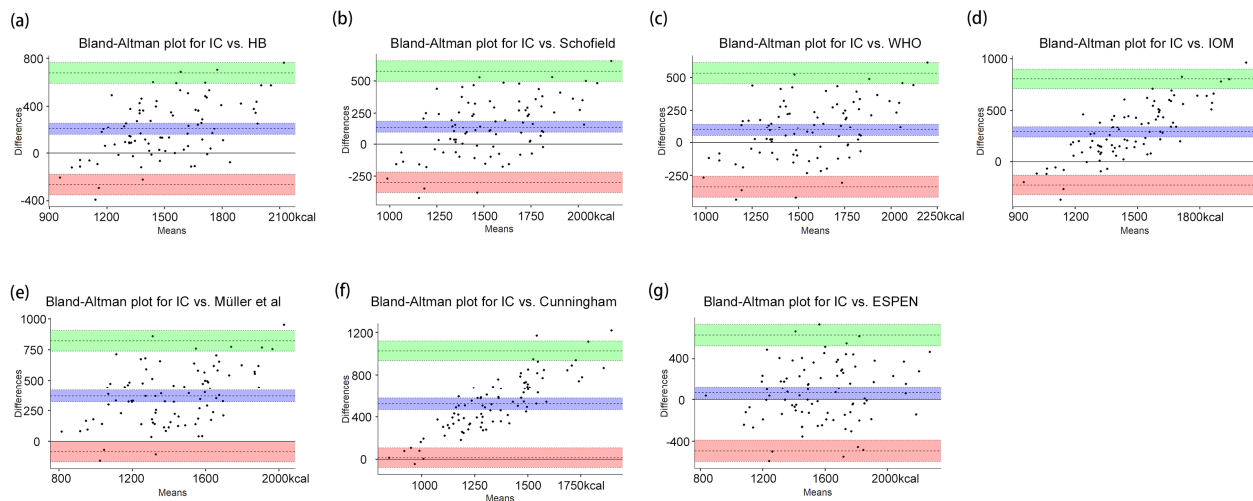 (a)
Bland-Altman plot for IC vs. HB
Differences
800
400
0
-400
900
1200
1500
1800
2100kcal
Means
(b)
Bland-Altman plot for IC vs. Schofield
Differences
500
250
0
-250
1000
1250
1500
1750
2000kcal
Means
(c)
Bland-Altman plot for IC vs. WHO
Differences
500
250
0
-250
1000
1250
1500
1750
2000
2250kcal
Means
(d)
Bland-Altman plot for IC vs. IOM
Differences
1000
500
0
900
1200
1500
1800kcal
Means
(e)
Bland-Altman plot for IC vs. Müller et al
Differences
1000
750
500
250
0
800
1200
1600
2000kcal
Means
(f)
Bland-Altman plot for IC vs. Cunningham
Differences
1200
800
400
0
1000
1250
1500
1750kcal
Means
(g)
Bland-Altman plot for IC vs. ESPEN
Differences
400
0
-400
800
1200
1600
2000kcal
Means